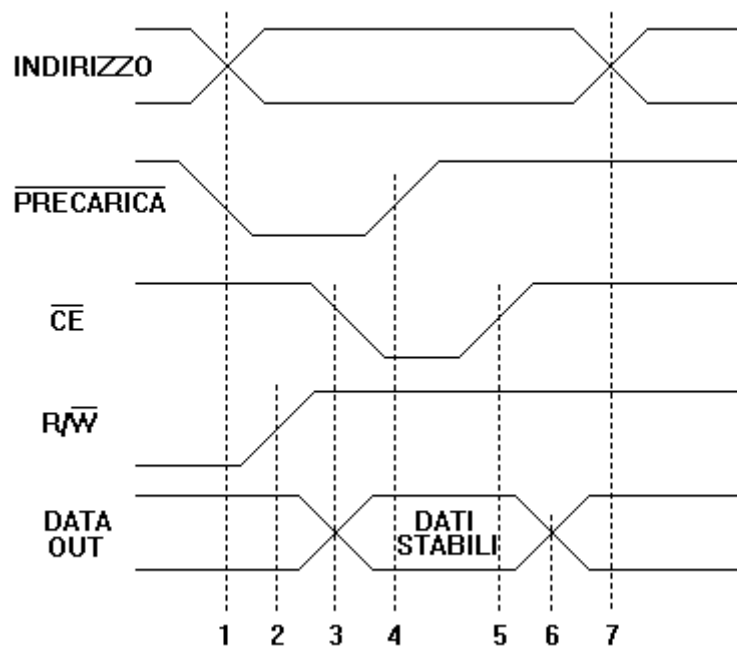 INDIRIZZO
PRECARICA
CE
R/W
DATA
OUT
DATI
STABILI
1 2 3 4 5 6 7